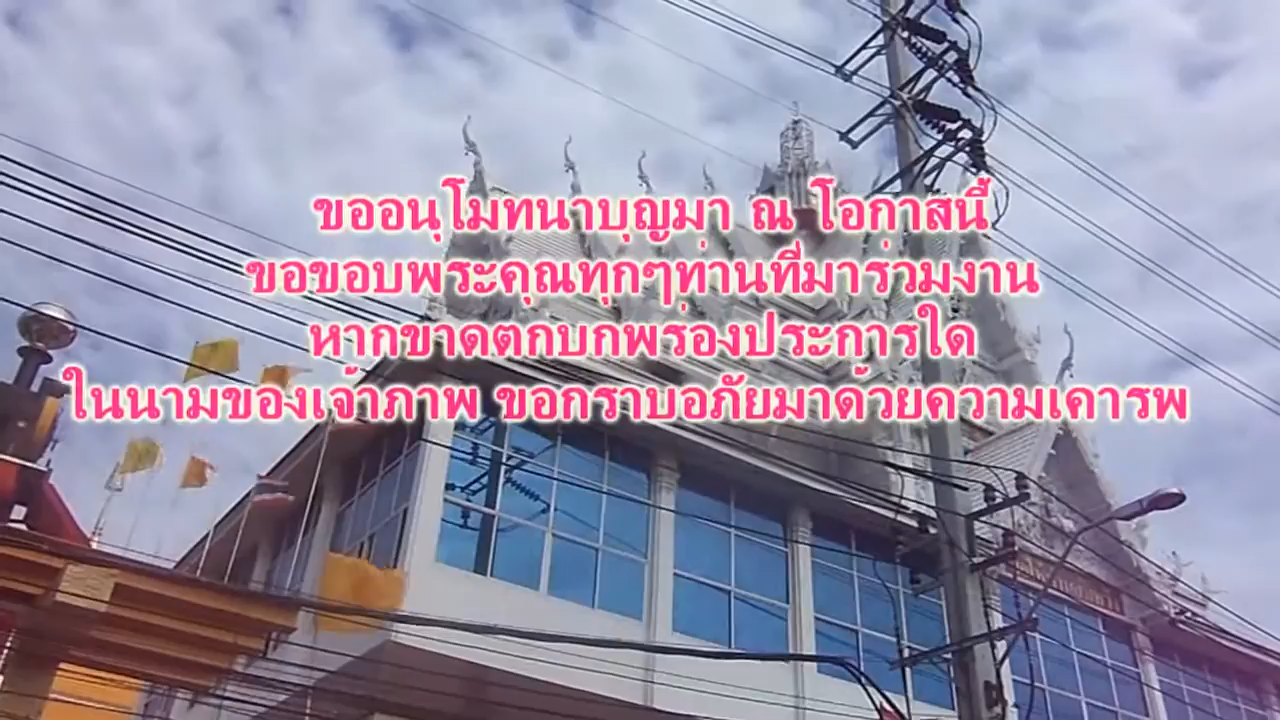 ขออนุโมทนาบุญมา ณ โอกาสนี้
ขอขอบพระคุณทุกๆท่านที่มาร่วมงาน
หากขาดตกบกพร่องประการใด
ในนามของเจ้าภาพ ขอกราบอภัยมาด้วยความเคารพ